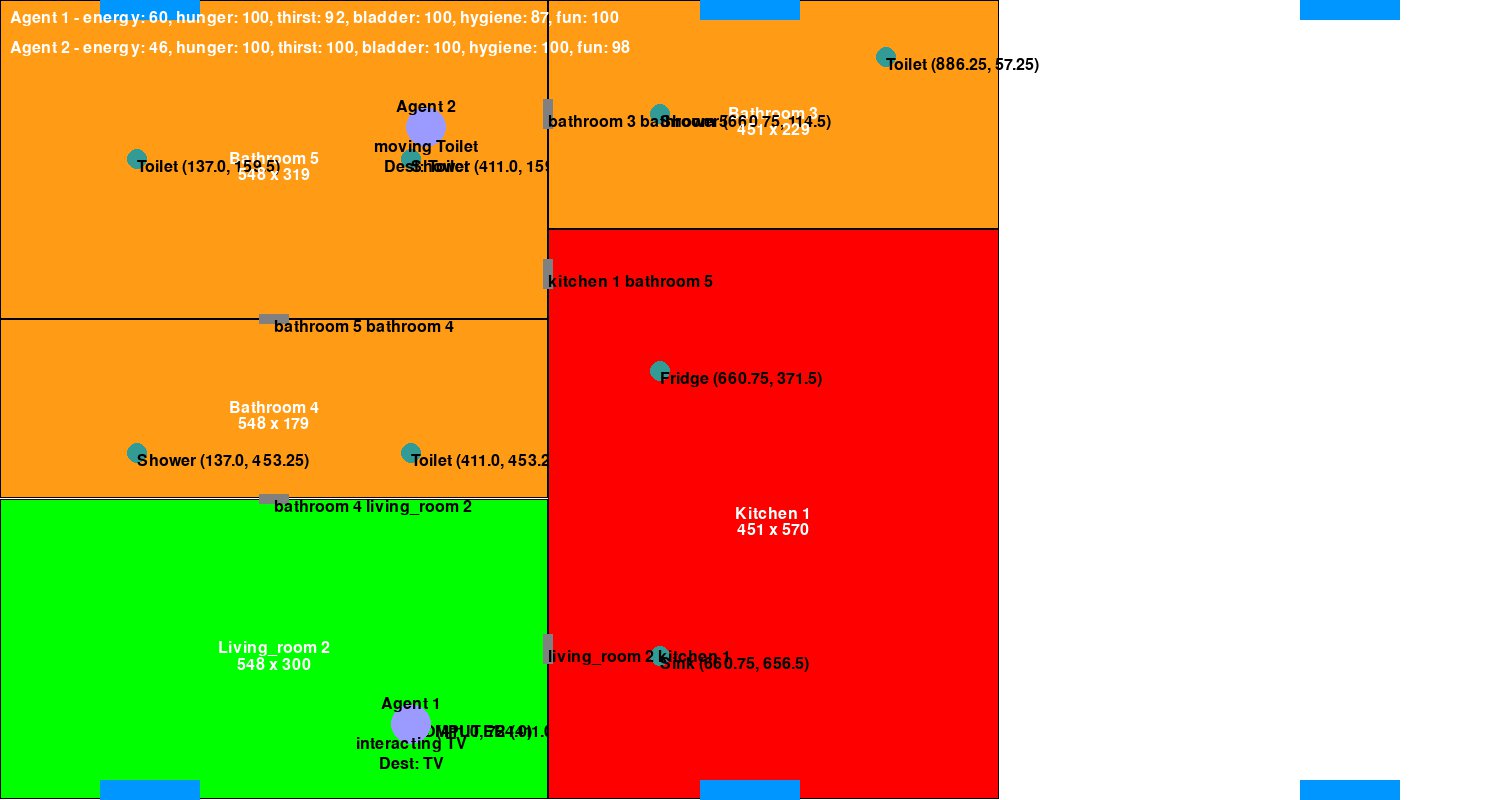 Agent 1 - energy: 60, hunger: 100, thirst: 92, bladder: 100, hygiene: 87, fun: 100
Agent 2 - energy: 46, hunger: 100, thirst: 100, bladder: 100, hygiene: 100, fun: 98
Toilet (886.25, 57.25)
Agent 2
bathroom 3 bathroom 5
Shower (660.75, 114.5)
Bathroom 3
451 x 229
moving Toilet
Dest: Toilet
Toilet (137.0, 159.5)
Bathroom 5
548 x 319
Shower (411.0, 159
kitchen 1 bathroom 5
bathroom 5 bathroom 4
Fridge (660.75, 371.5)
Bathroom 4
548 x 179
Shower (137.0, 453.25)
Toilet (411.0, 453.2
bathroom 4 living_room 2
Kitchen 1
451 x 570
Living_room 2
548 x 300
living_room 2 kitchen 1
Sink (660.75, 656.5)
Agent 1
interacting TV
Dest: TV